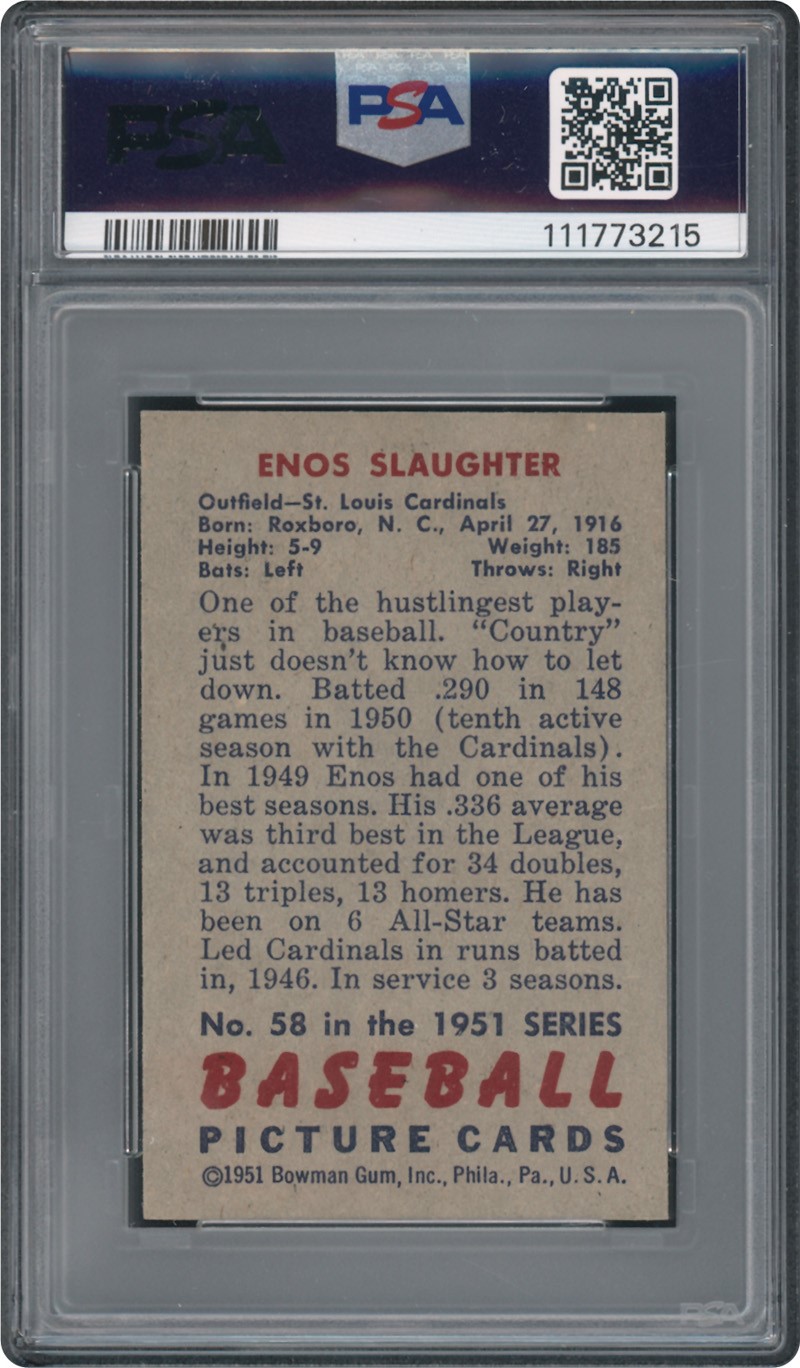 PSA
PSA
111773215
ENOS SLAUGHTER
Outfield—St. Louis Cardinals
Born: Roxboro, N. C., April 27, 1916
Height: 5-9 Weight: 185
Bats: Left Throws: Right
One of the hustlingest play-
ers in baseball. “Country”
just doesn’t know how to let
down. Batted .290 in 148
games in 1950 (tenth active
season with the Cardinals).
In 1949 Enos had one of his
best seasons. His .336 average
was third best in the League,
and accounted for 34 doubles,
13 triples, 13 homers. He has
been on 6 All-Star teams.
Led Cardinals in runs batted
in, 1946. In service 3 seasons.
No. 58 in the 1951 SERIES
BASEBALL
PICTURE CARDS
©1951 Bowman Gum, Inc., Phila., Pa., U. S. A.
PSA